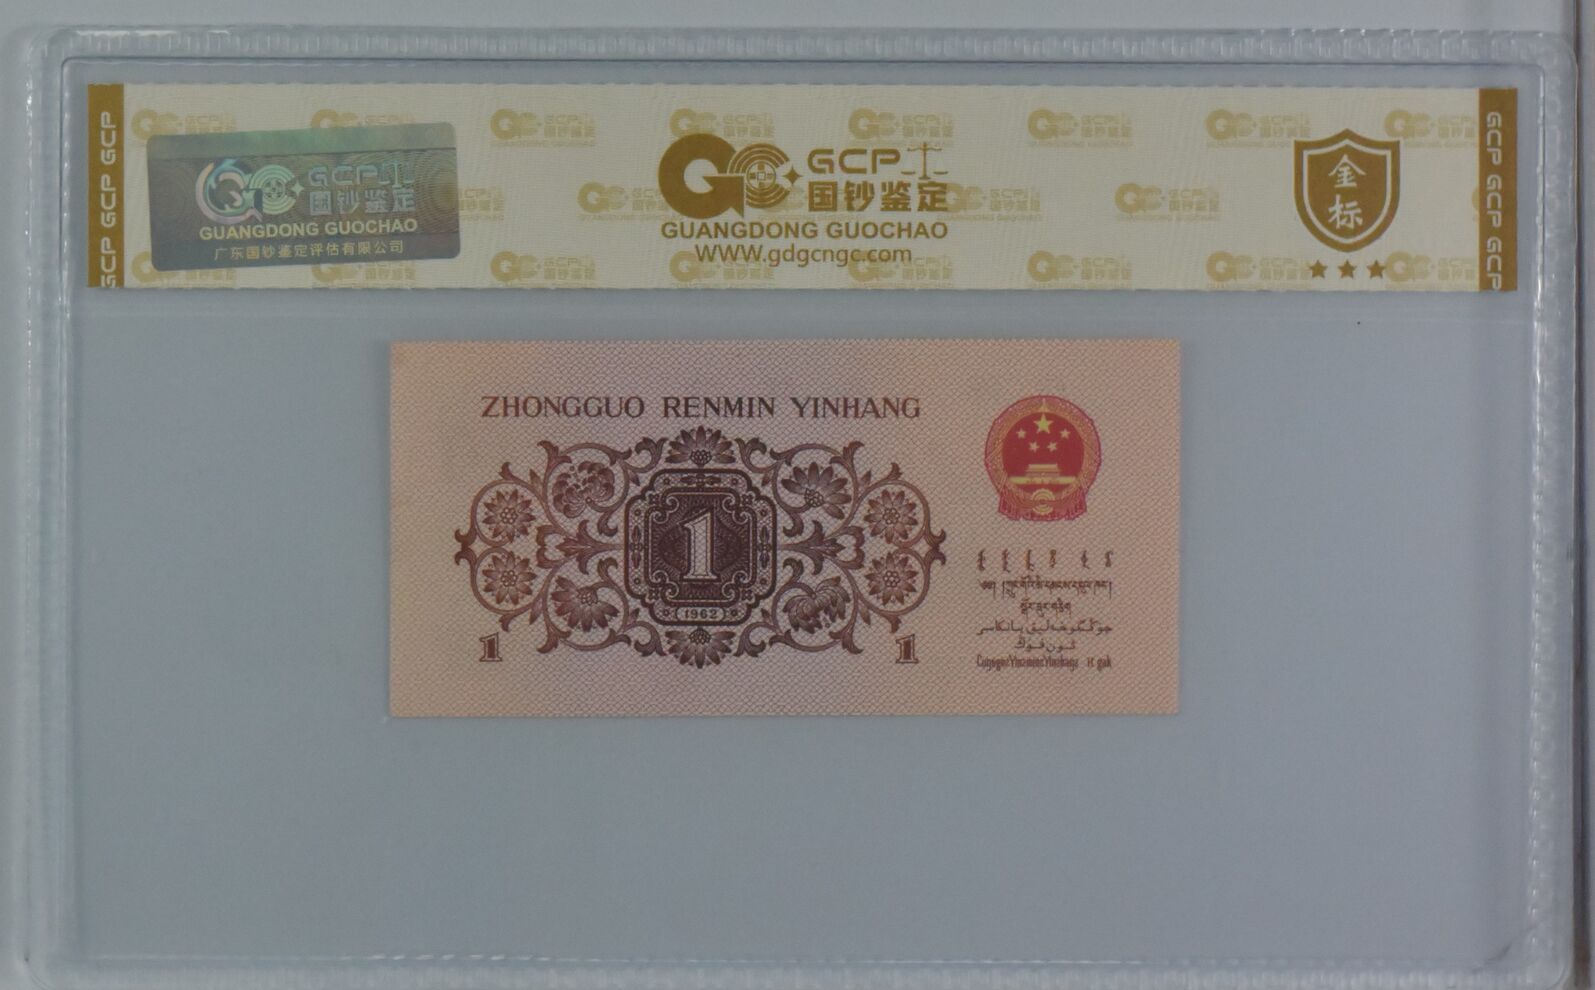 GCP GCP GCP
GCP
国钞鉴定
GUANGDONG GUOCHAO
广东国钞鉴定评估有限公司
GCP
国钞鉴定
GUANGDONG GUOCHAO
WWW.gdgcngc.com
金
标
GCP GCP GCP
ZHONGGUO RENMIN YINHANG
1
(1962)
1
1